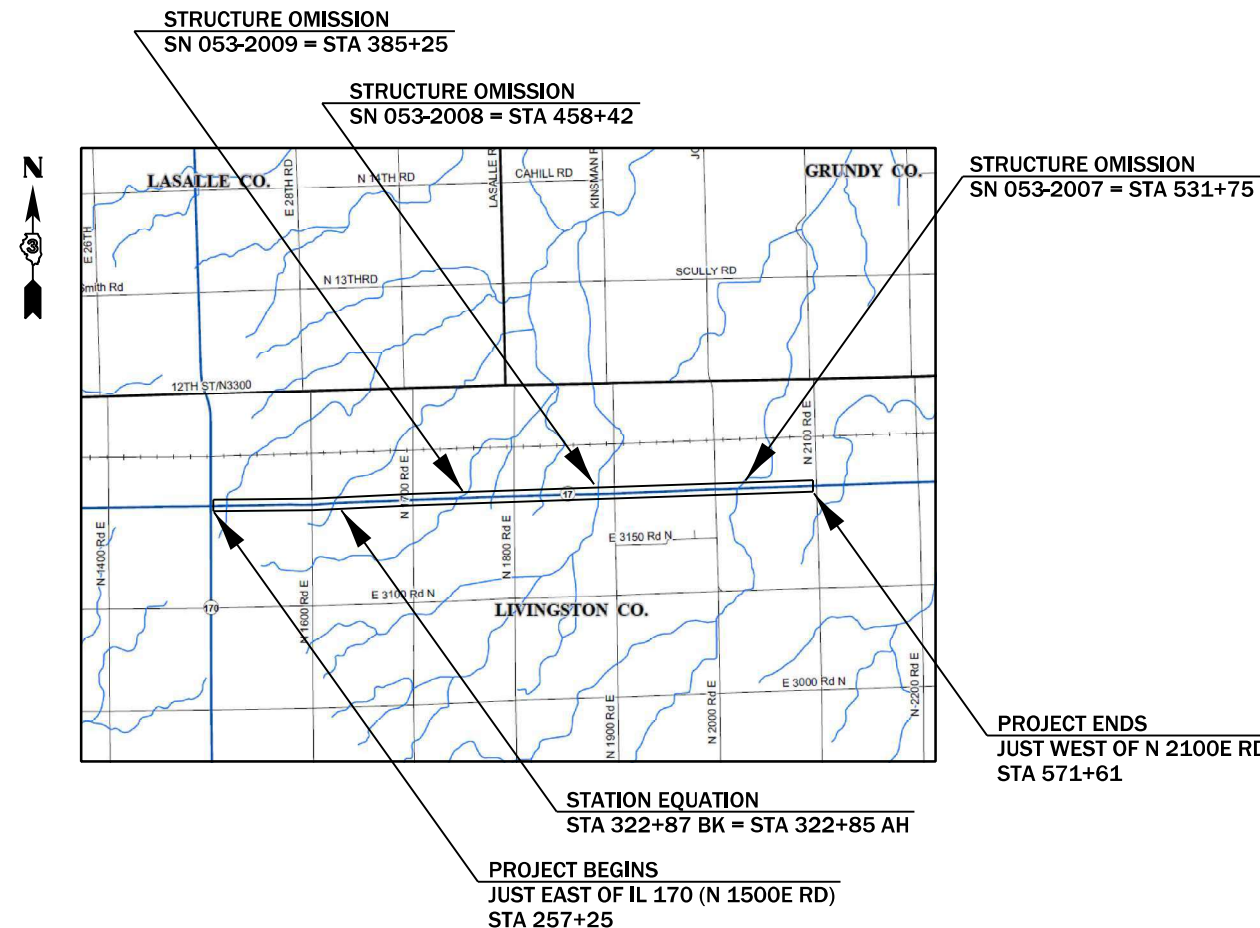 STRUCTURE OMISSION
SN 053-2009 = STA 385+25
STRUCTURE OMISSION
SN 053-2008 = STA 458+42
STRUCTURE OMISSION
SN 053-2007 = STA 531+75
N
3
LASALLE CO.
GRUNDY CO.
E 26TH
E 28TH RD
N 14TH RD
LASALLE R
CAHILL RD
KINSMAN R
JO
Smith Rd
N 13THRD
SCULLY RD
12TH ST/N3300
N 1700 Rd E
N 2100 Rd E
17
N 1400 Rd E
N 1800 Rd E
E 3150 Rd N
170
N 1600 Rd E
E 3100 Rd N
LIVINGSTON CO.
E 3000 Rd N
N 1900 Rd E
N 2000 Rd E
N 2200 Rd E
PROJECT ENDS
JUST WEST OF N 2100E RD
STA 571+61
STATION EQUATION
STA 322+87 BK = STA 322+85 AH
PROJECT BEGINS
JUST EAST OF IL 170 (N 1500E RD)
STA 257+25